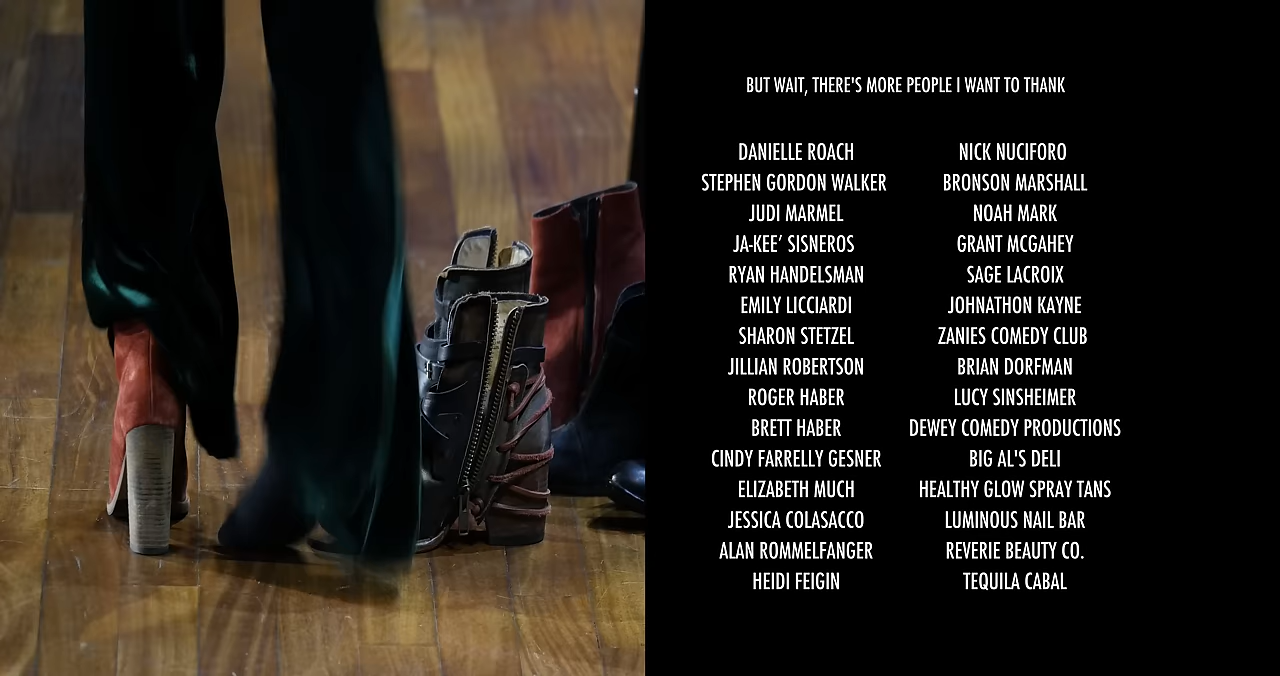 BUT WAIT, THERE'S MORE PEOPLE I WANT TO THANK
DANIELLE ROACH
STEPHEN GORDON WALKER
JUDI MARMEL
JA-KEE’ SISNEROS
RYAN HANDELSMAN
EMILY LICCIARDI
SHARON STETZEL
JILLIAN ROBERTSON
ROGER HABER
BRETT HABER
CINDY FARRELLY GESNER
ELIZABETH MUCH
JESSICA COLASACCO
ALAN ROMMELFANGER
HEIDI FEIGIN
NICK NUCIFORO
BRONSON MARSHALL
NOAH MARK
GRANT MCGAHEY
SAGE LACROIX
JOHNATHON KAYNE
ZANIES COMEDY CLUB
BRIAN DORFMAN
LUCY SINSHEIMER
DEWEY COMEDY PRODUCTIONS
BIG AL'S DELI
HEALTHY GLOW SPRAY TANS
LUMINOUS NAIL BAR
REVERIE BEAUTY CO.
TEQUILA CABAL